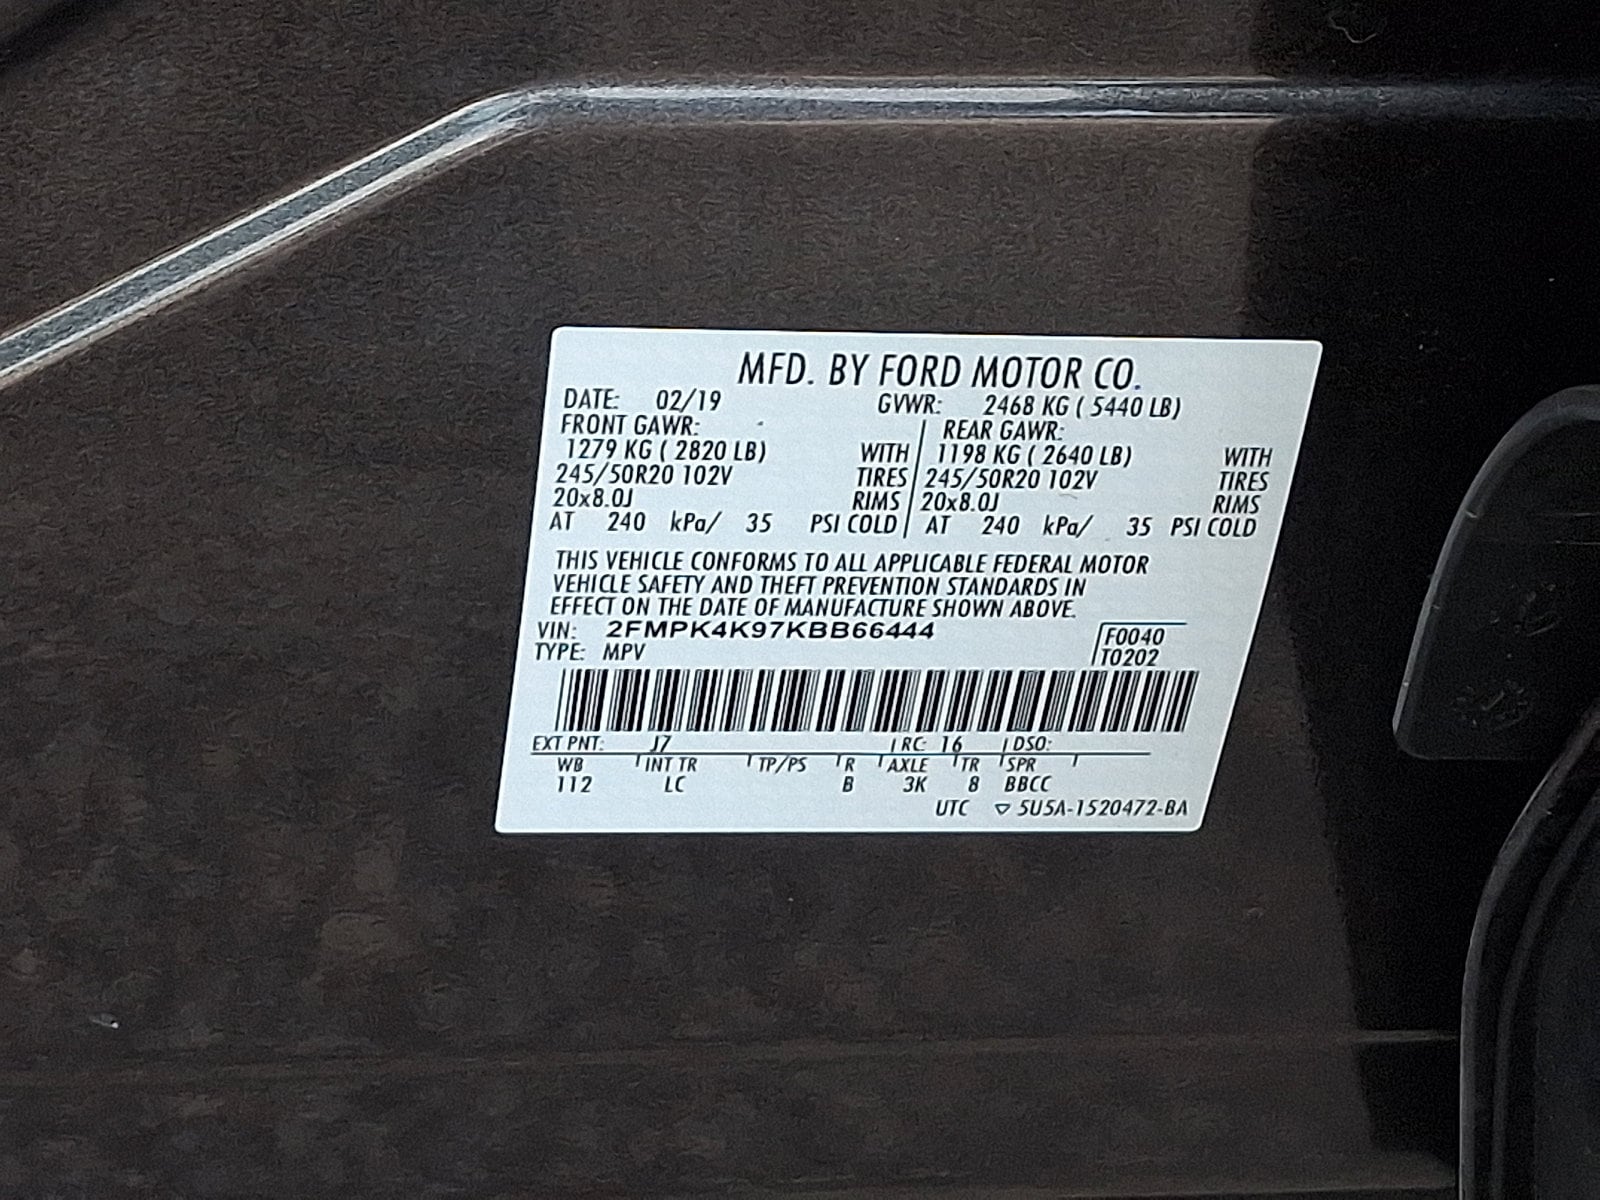 MFD. BY FORD MOTOR CO.
DATE: 02/19 GVWR: 2468 KG ( 5440 LB)
FRONT GAWR: REAR GAWR:
1279 KG ( 2820 LB) WITH 1198 KG ( 2640 LB) WITH
245/50R20 102V TIRES 245/50R20 102V TIRES
20x8.0J RIMS 20x8.0J RIMS
AT 240 kPa/ 35 PSI COLD AT 240 kPa/ 35 PSI COLD
THIS VEHICLE CONFORMS TO ALL APPLICABLE FEDERAL MOTOR
VEHICLE SAFETY AND THEFT PREVENTION STANDARDS IN
EFFECT ON THE DATE OF MANUFACTURE SHOWN ABOVE.
VIN: 2FMPK4K97KBB66444 F0040
TYPE: MPV T0202
EXT PNT: J7 RC: 16 DSO:
WB INT TR TP/PS R AXLE TR SPR
112 LC B 3K 8 BBCC
UTC ▽ 5U5A-1520472-BA